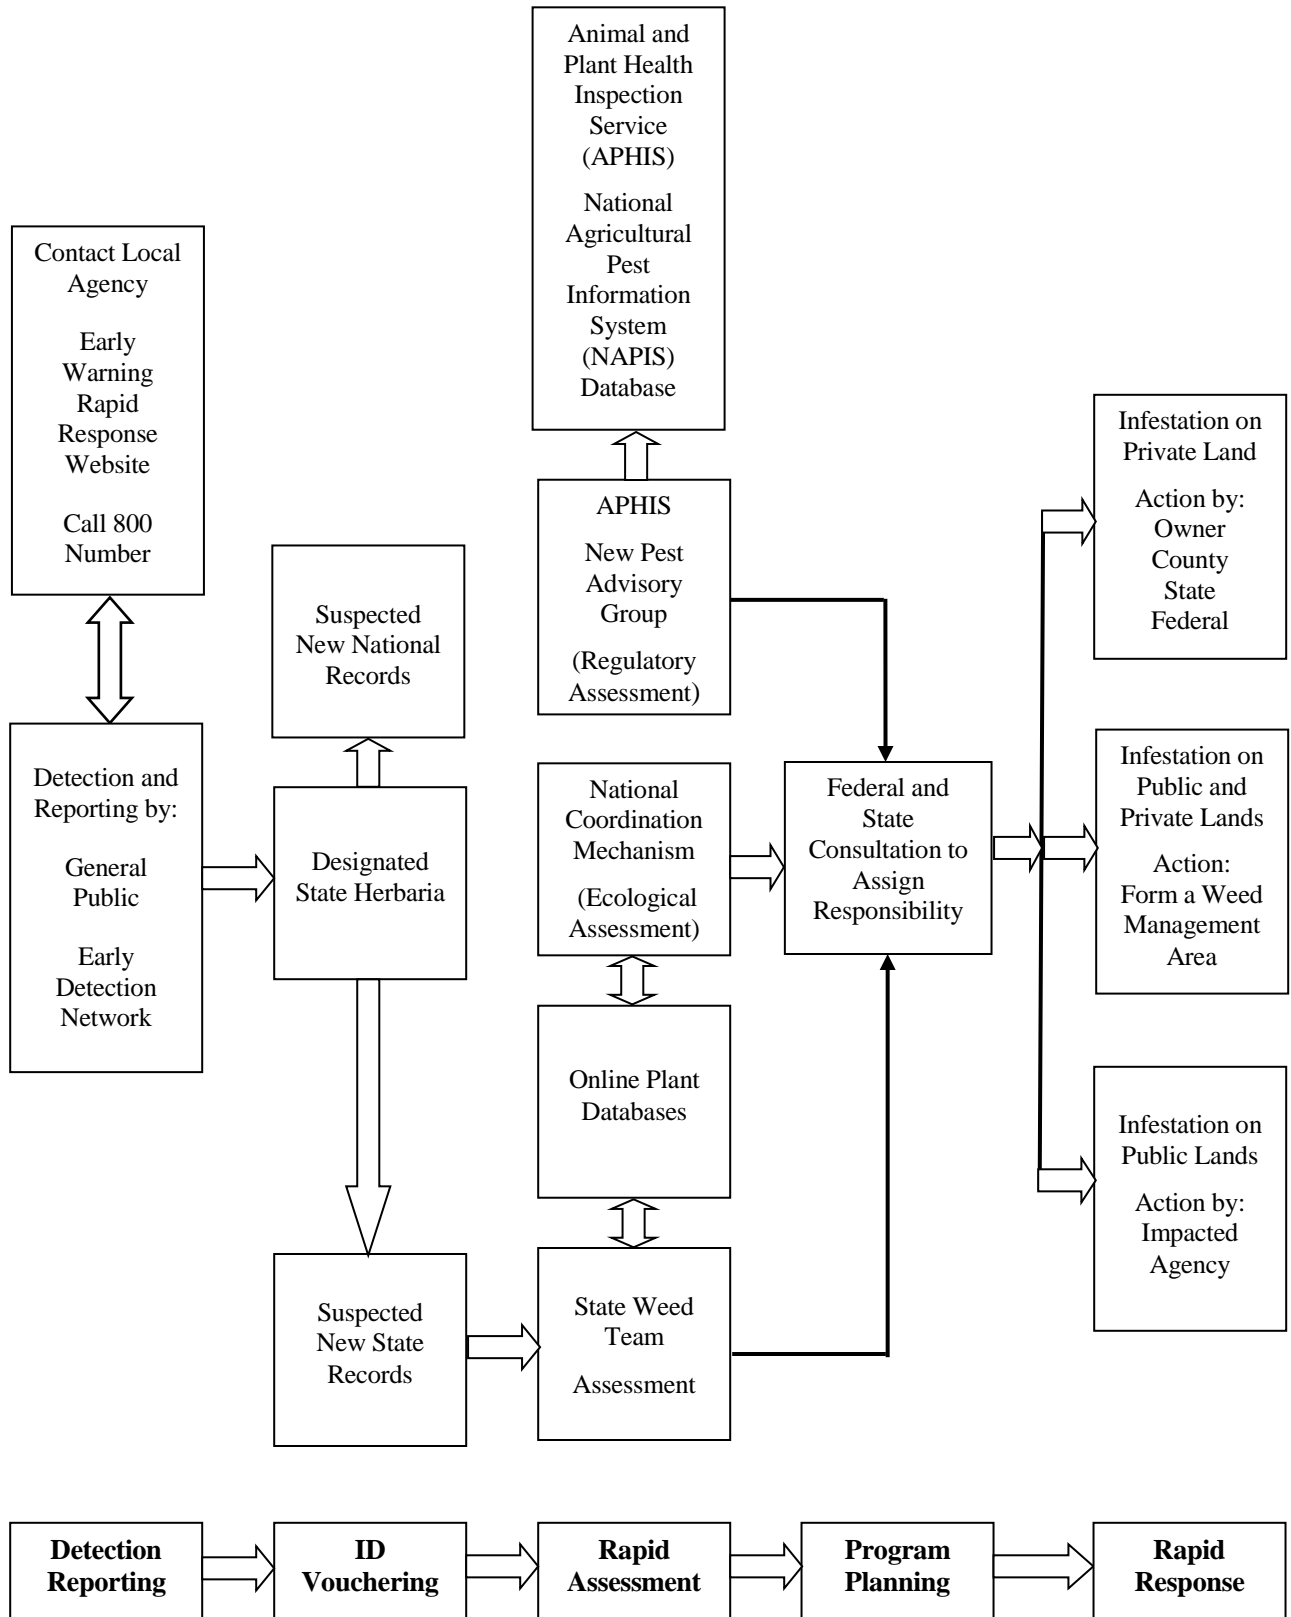 Animal and
Plant Health
Inspection
Service
(APHIS)
National
Agricultural
Pest
Information
System
(NAPIS)
Database
Contact Local
Agency
Early
Warning
Rapid
Response
Website
Call 800
Number
Detection and
Reporting by:
General
Public
Early
Detection
Network
Suspected
New National
Records
Designated
State Herbaria
Suspected
New State
Records
APHIS
New Pest
Advisory
Group
(Regulatory
Assessment)
National
Coordination
Mechanism
(Ecological
Assessment)
Online Plant
Databases
State Weed
Team
Assessment
Federal and
State
Consultation to
Assign
Responsibility
Infestation on
Private Land
Action by:
Owner
County
State
Federal
Infestation on
Public and
Private Lands
Action:
Form a Weed
Management
Area
Infestation on
Public Lands
Action by:
Impacted
Agency
Detection
Reporting
ID
Vouchering
Rapid
Assessment
Program
Planning
Rapid
Response